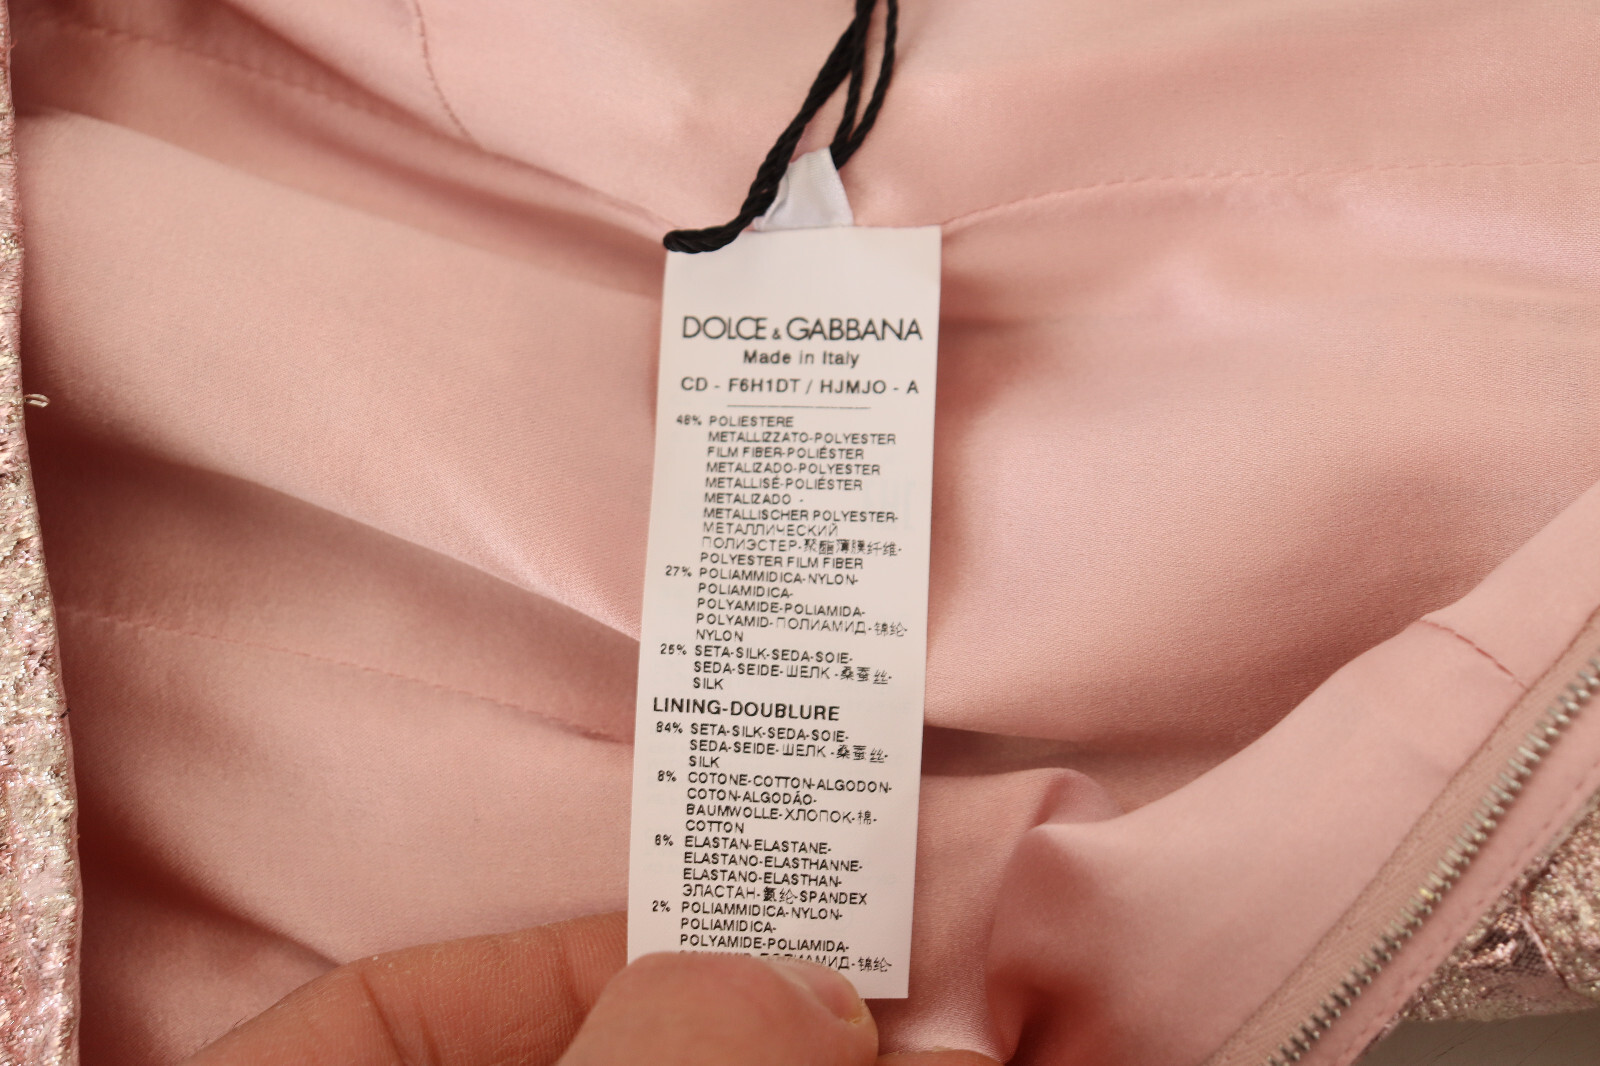 DOLCE & GABBANA
Made in Italy
CD - F6H1DT / HJMJO - A
48% POLIESTERE
METALLIZZATO-POLYESTER
FILM FIBER-POLIÉSTER
METALIZADO-POLYESTER
METALLISÉ-POLIÉSTER
METALIZADO -
METALLISCHER POLYESTER-
МЕТАЛЛИЧЕСКИЙ
ПОЛИЭСТЕР-聚酯薄膜纤维-
POLYESTER FILM FIBER
27% POLIAMMIDICA-NYLON-
POLIAMIDICA-
POLYAMIDE-POLIAMIDA-
POLYAMID-ПОЛИАМИД-锦纶-
NYLON
25% SETA-SILK-SEDA-SOIE-
SEDA-SEIDE-ШЕЛК-桑蚕丝-
SILK
LINING-DOUBLURE
84% SETA-SILK-SEDA-SOIE-
SEDA-SEIDE-ШЕЛК-桑蚕丝-
SILK
8% COTONE-COTTON-ALGODON-
COTON-ALGODÃO-
BAUMWOLLE-ХЛОПОК-棉-
COTTON
6% ELASTAN-ELASTANE-
ELASTANO-ELASTHANNE-
ELASTANO-ELASTHAN-
ЭЛАСТАН-氨纶-SPANDEX
2% POLIAMMIDICA-NYLON-
POLIAMIDICA-
POLYAMIDE-POLIAMIDA-
锦纶-